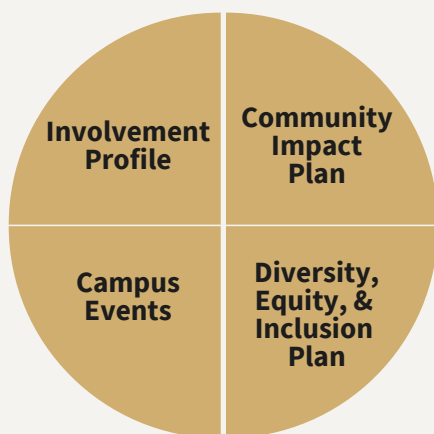 Involvement
Profile
Community
Impact
Plan
Campus
Events
Diversity,
Equity, &
Inclusion
Plan